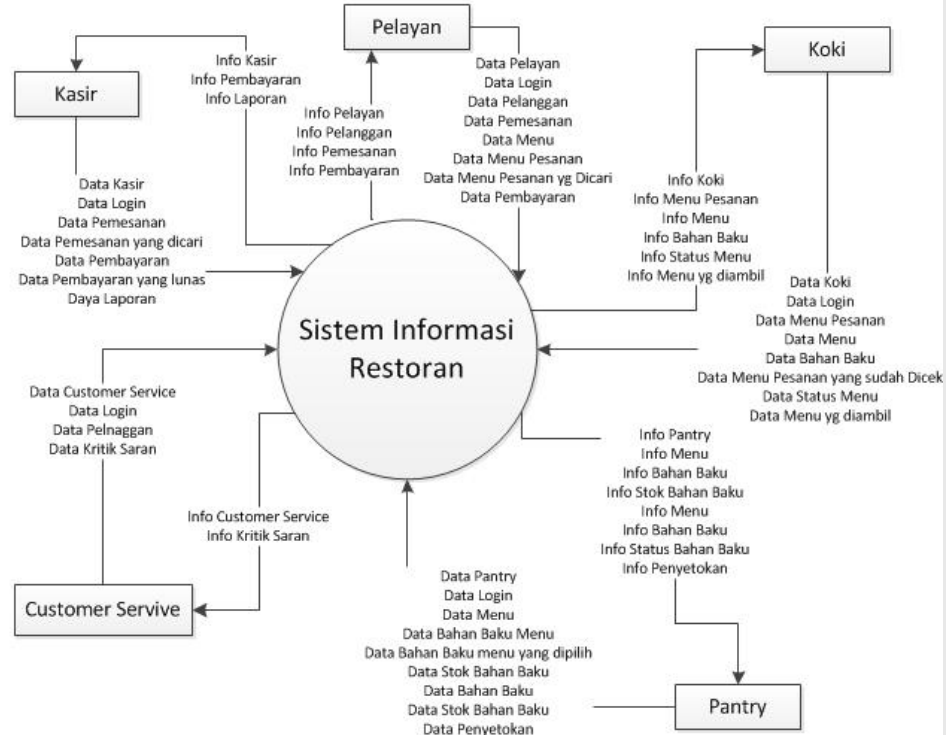 Pelayan
Kasir
Koki
Info Kasir
Info Pembayaran
Info Laporan
Info Pelayan
Info Pelanggan
Info Pemesanan
Info Pembayaran
Data Pelayan
Data Login
Data Pelanggan
Data Pemesanan
Data Menu
Data Menu Pesanan
Data Menu Pesanan yg Dicari
Data Pembayaran
Data Kasir
Data Login
Data Pemesanan
Data Pemesanan yang dicari
Data Pembayaran
Data Pembayaran yang lunas
Daya Laporan
Info Koki
Info Menu Pesanan
Info Menu
Info Bahan Baku
Info Status Menu
Info Menu yg diambil
Data Koki
Data Login
Data Menu Pesanan
Data Menu
Data Bahan Baku
Data Menu Pesanan yang sudah Dicek
Data Status Menu
Data Menu yg diambil
Sistem Informasi
Restoran
Data Customer Service
Data Login
Data Pelnaggan
Data Kritik Saran
Info Customer Service
Info Kritik Saran
Customer Servive
Info Pantry
Info Menu
Info Bahan Baku
Info Stok Bahan Baku
Info Menu
Info Bahan Baku
Info Status Bahan Baku
Info Penyetokan
Data Pantry
Data Login
Data Menu
Data Bahan Baku Menu
Data Bahan Baku menu yang dipilih
Data Stok Bahan Baku
Data Bahan Baku
Data Stok Bahan Baku
Data Penyetokan
Pantry